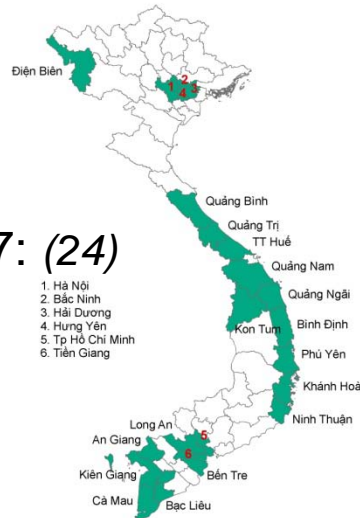 Điện Biên
1
2
3
4
Quảng Bình
7: (24)
Quảng Trị
TT Huế
1. Hà Nội
2. Bắc Ninh
3. Hải Dương
4. Hưng Yên
5. Tp Hồ Chí Minh
6. Tiền Giang
Quảng Nam
Quảng Ngãi
Kon Tum
Bình Định
Phú Yên
Khánh Hoà
Ninh Thuận
Long An
5
An Giang
6
Kiên Giang
Bến Tre
Cà Mau
Bạc Liêu